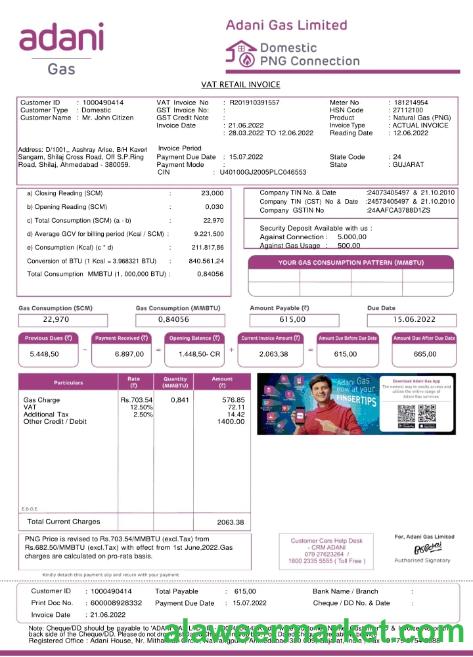 adani
Gas
Adani Gas Limited
Domestic
PNG Connection
VAT RETAIL INVOICE
Customer ID : 1000490414
Customer Type : Domestic
Customer Name : Mr. John Citizen
Address: D/1001,, Aashray Arise, B/H Kaveri
Sangam, Shilaj Cross Road, Off S.P.Ring
Road, Shilaj, Ahmedabad - 380059.
VAT Invoice No : R201910391557
GST Invoice No:
GST Credit Note :
Invoice Date : 21.06.2022
: 28.03.2022 TO 12.06.2022
Invoice Period
Payment Due Date : 15.07.2022
Payment Mode :
CIN : U40100GJ2005PLC046553
Meter No : 181214954
HSN Code : 27112100
Product : Natural Gas (PNG)
Invoice Type : ACTUAL INVOICE
Reading Date : 12.06.2022
State Code : 24
State : GUJARAT
a) Closing Reading (SCM) : 23,000
b) Opening Reading (SCM) : 0,030
c) Total Consumption (SCM) (a - b) : 22,970
d) Average GCV for billing period (Kcal / SCM) : 9.221,500
e) Consumption (Kcal) (c * d) : 211.817,86
Conversion of BTU (1 Kcal = 3.968321 BTU) : 840.561,24
Total Consumption MMBTU (1, 000,000 BTU) : 0,84056
Company TIN No. & Date :24073405497 & 21.10.2010
Company TIN (CST) No & Date :24573405497 & 21.10.2010
Company GSTIN No :24AAFCA3788D1ZS
Security Deposit Available with us :
Against Connection : 5.000,00
Against Gas Usage : 500.00
YOUR GAS CONSUMPTION PATTERN (MMBTU)
Gas Consumption (SCM) Gas Consumption (MMBTU) Amount Payable (₹) Due Date
22,970 0,84056 615,00 15.06.2022
Previous Dues (₹) Payment Received (₹) Opening Balance (₹) Current Invoice Amount (₹) Amount Due Before Due Date Amount Due After Due Date
5.448,50 - 6.897,00 = 1.448,50- CR + 2.063,38 = 615,00 665,00
Particulars Rate (₹) Quantity (MMBTU) Amount (₹)
Gas Charge Rs.703.54 0,841 576.85
VAT 12.50% 72.11
Additional Tax 2.50% 14.42
Other Credit / Debit 1400.00
E.&O.E
Total Current Charges 2063.38
Adani Gas
now at your
FINGERTIPS
Download Adani Gas App
PNG Price is revised to Rs.703.54/MMBTU (excl.Tax) from
Rs.682.50/MMBTU (excl.Tax) with effect from 1st June,2022.Gas
charges are calculated on pro-rata basis.
Customer Care Help Desk
- CRM ADANI
079 27623264 /
1800 2335 5555 ( Toll Free )
For, Adani Gas Limited
Authorised Signatory
Kindly detach this payment slip and return with your payment
Customer ID : 1000490414 Total Payable : 615,00 Bank Name / Branch :
Print Doc No. : 600008928332 Payment Due Date : 15.07.2022 Cheque / DD No. & Date :
Invoice Date : 21.06.2022
Note: Cheque/DD should be payable to
back side of the Cheque/DD. Please do not
Registered Office : Adani House, Nr.